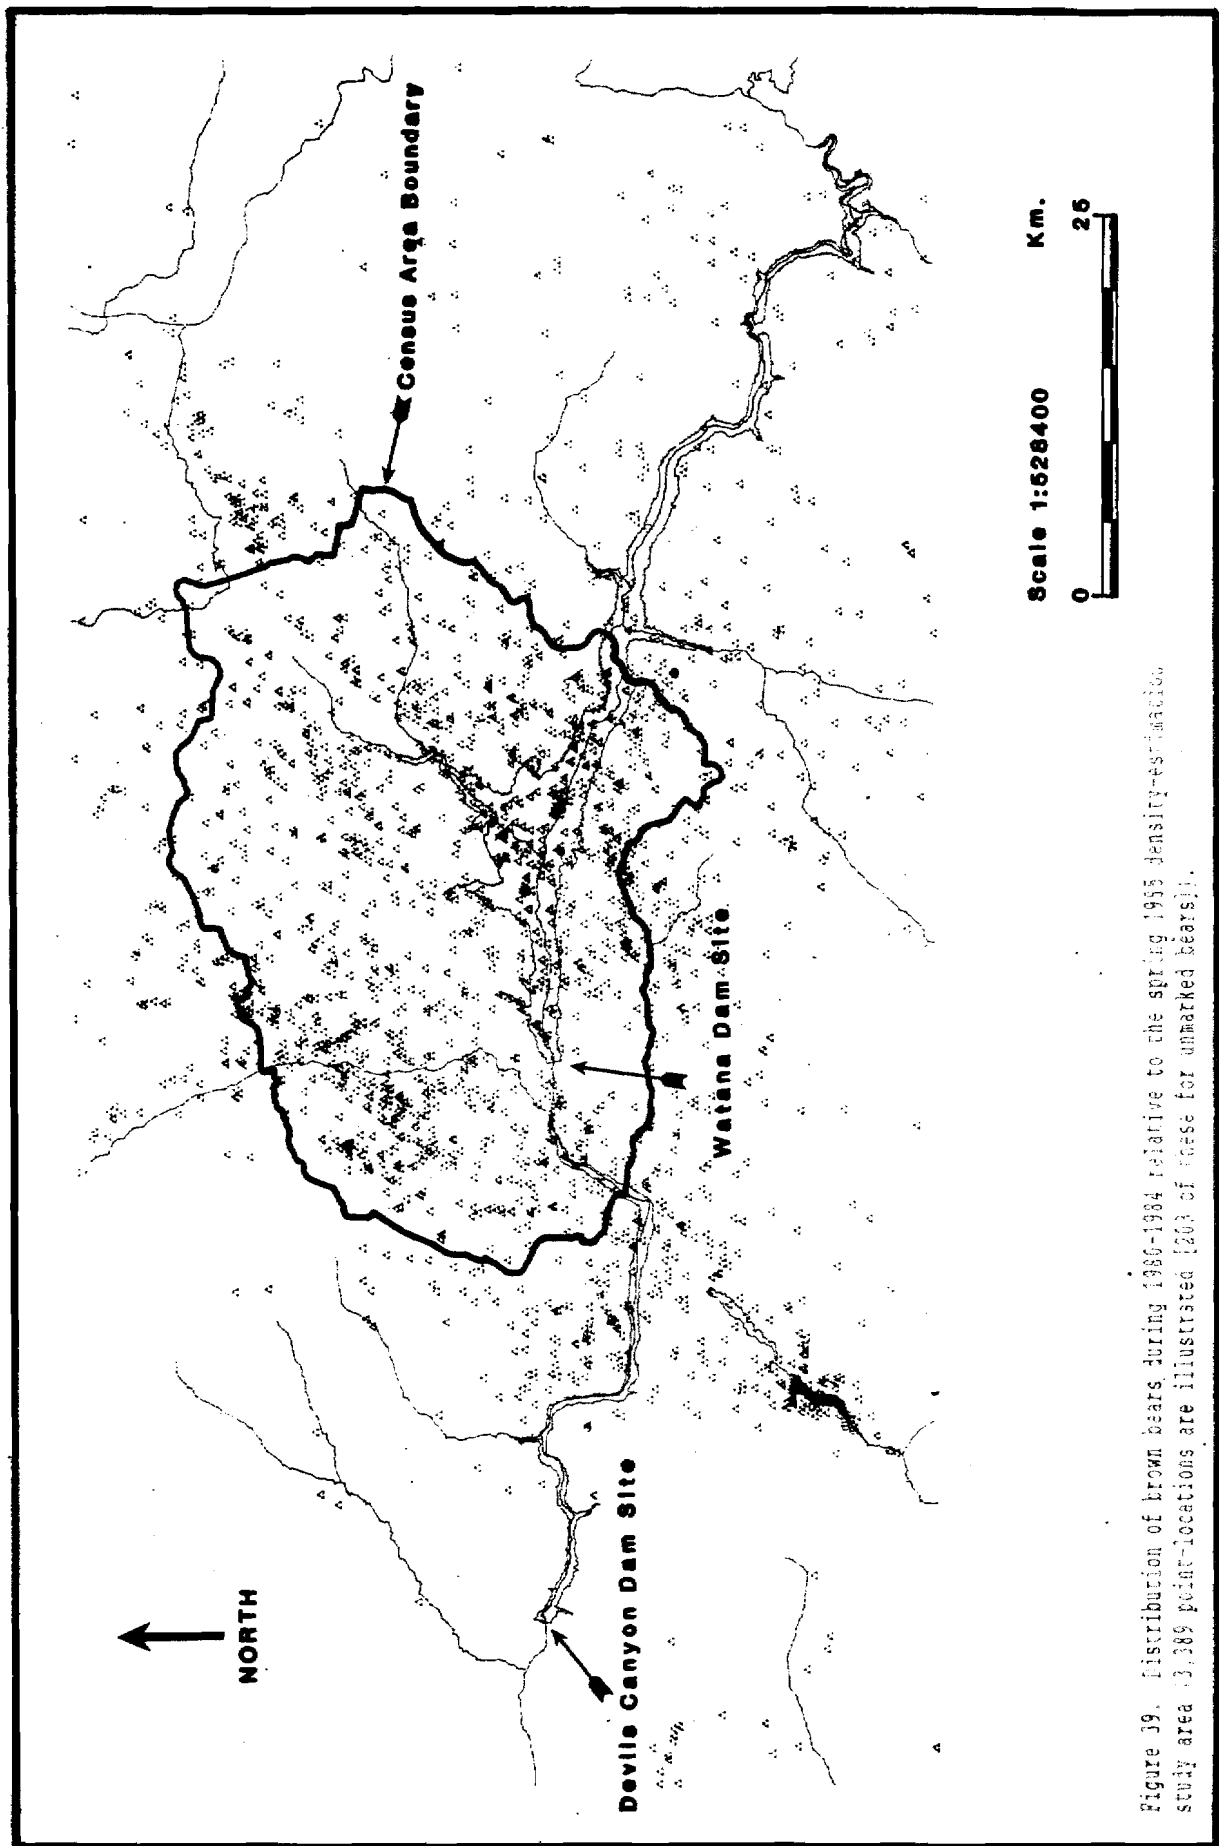 NORTH
Census Area Boundary
Watana Dam Site
Devils Canyon Dam Site
Scale 1:528400 Km.
0 25
Figure 39. Distribution of brown bears during 1980-1984 relative to the spring 1985 density-estimation
study area (3,389 point-locations are illustrated [203 of these for unmarked bears]).